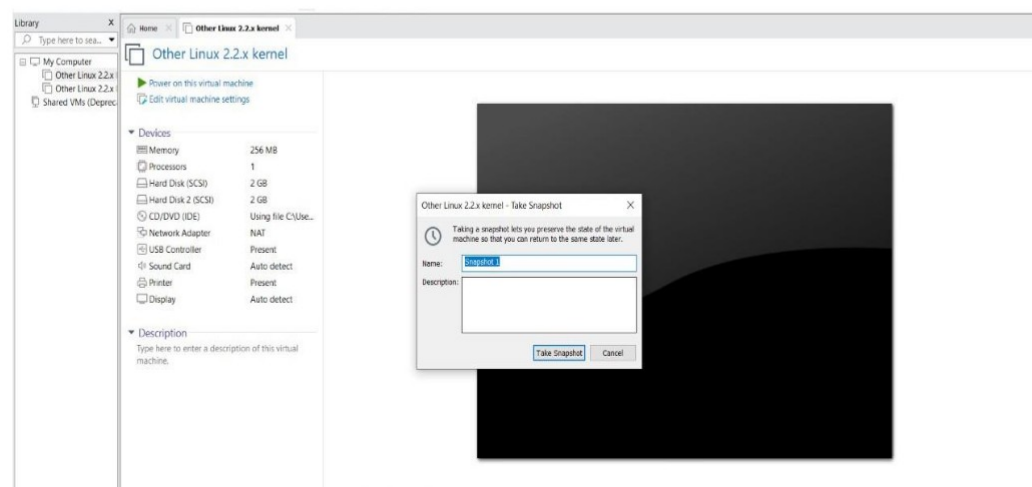 Library X
Type here to sea...
My Computer
Other Linux 2.2.x
Other Linux 2.2.x
Shared VMs (Deprec
Home
Other Linux 2.2.x kernel
Other Linux 2.2.x kernel
Power on this virtual machine
Edit virtual machine settings
Devices
Memory 256 MB
Processors 1
Hard Disk (SCSI) 2 GB
Hard Disk 2 (SCSI) 2 GB
CD/DVD (IDE) Using file C:\Use...
Network Adapter NAT
USB Controller Present
Sound Card Auto detect
Printer Present
Display Auto detect
Description
Type here to enter a description of this virtual
machine.
Other Linux 2.2.x kernel - Take Snapshot
Taking a snapshot lets you preserve the state of the virtual
machine so that you can return to the same state later.
Name: Snapshot 1
Description:
Take Snapshot Cancel